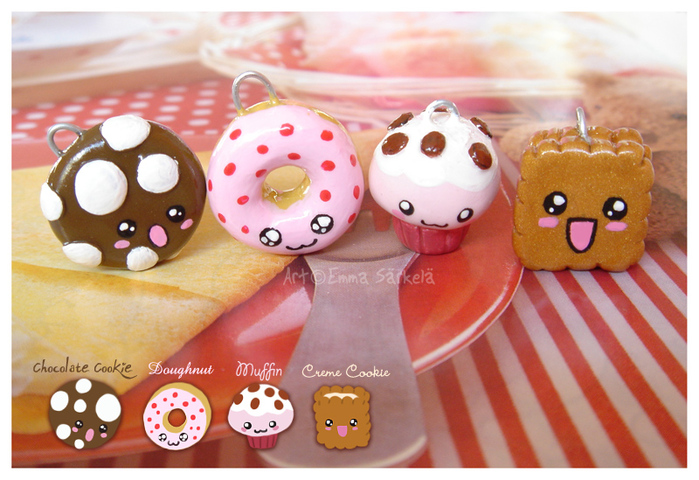 Art©Emma Särkelä
Chocolate Cookie
Doughnut
Muffin
Creme Cookie